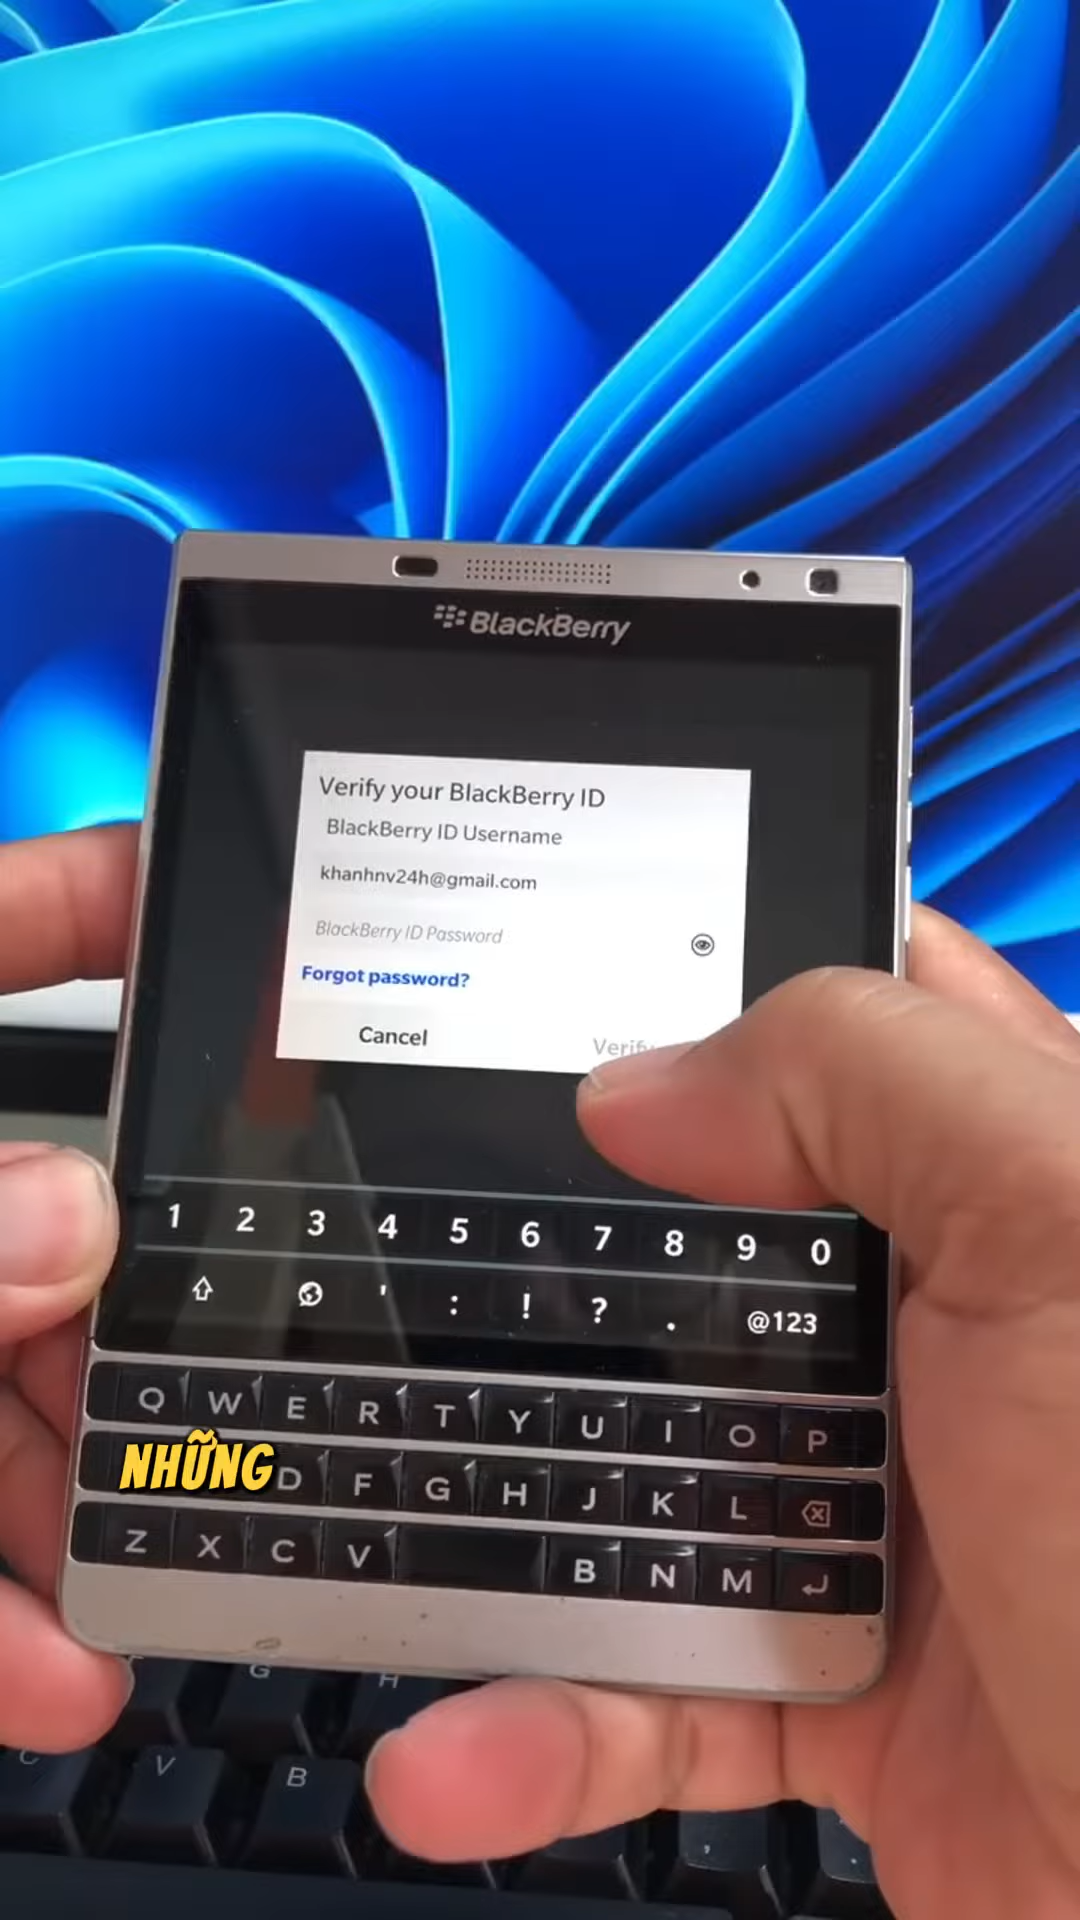 BlackBerry
Verify your BlackBerry ID
BlackBerry ID Username
khanhnv24h@gmail.com
BlackBerry ID Password
Forgot password?
Cancel
1 2 3 4 5 6 7 8 9 0
' : ! ? . @123
Q W E R T Y U I O P
NHỮNG
D F G H J K L
Z X C V B N M
G H
C V B